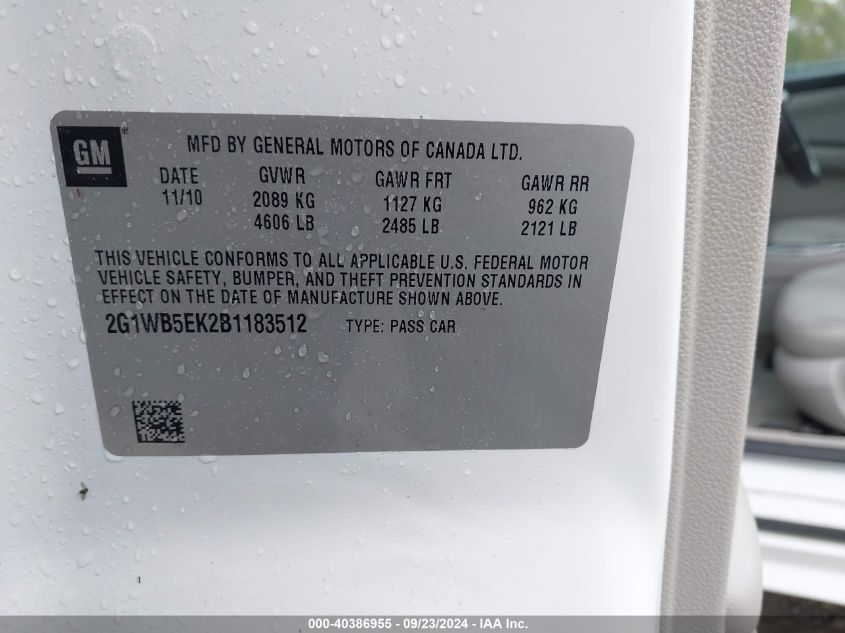 GM
MFD BY GENERAL MOTORS OF CANADA LTD.
DATE GVWR GAWR FRT GAWR RR
11/10 2089 KG 1127 KG 962 KG
4606 LB 2485 LB 2121 LB
THIS VEHICLE CONFORMS TO ALL APPLICABLE U.S. FEDERAL MOTOR
VEHICLE SAFETY, BUMPER, AND THEFT PREVENTION STANDARDS IN
EFFECT ON THE DATE OF MANUFACTURE SHOWN ABOVE.
2G1WB5EK2B1183512 TYPE: PASS CAR
000-40386955 - 09/23/2024 - IAA Inc.